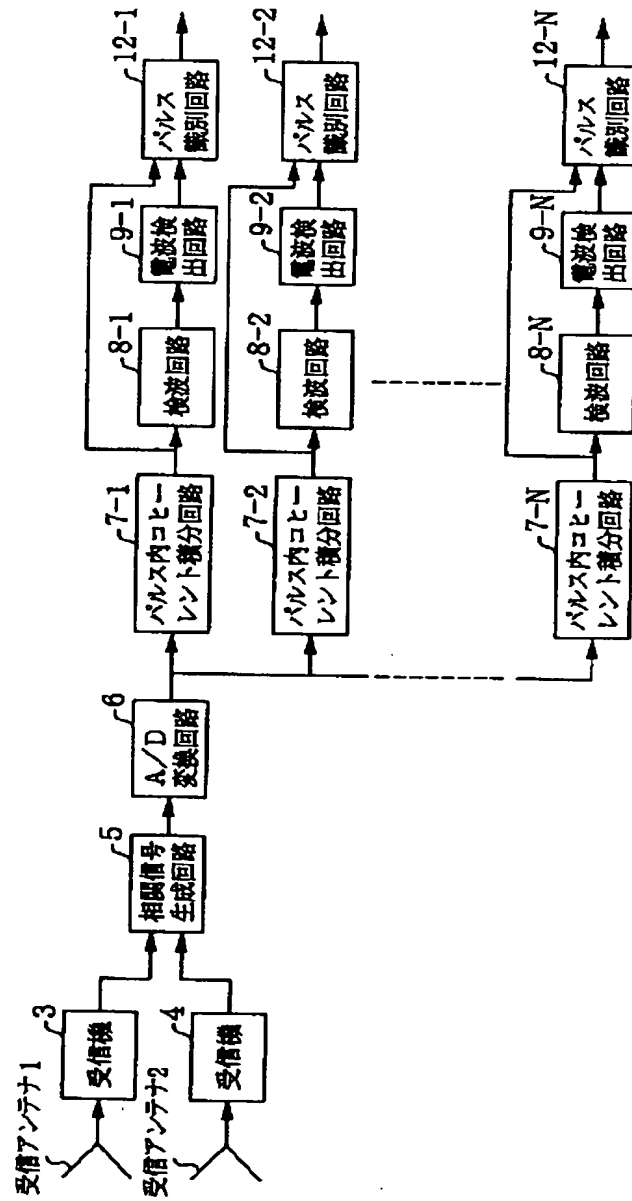 受信アンテナ1
3
受信機
受信アンテナ2
4
受信機
5
相関信号
生成回路
6
A/D
変換回路
7-1
パルス内コヒー
レント積分回路
8-1
検波回路
9-1
電波検
出回路
12-1
パルス
識別回路
7-2
パルス内コヒー
レント積分回路
8-2
検波回路
9-2
電波検
出回路
12-2
パルス
識別回路
7-N
パルス内コヒー
レント積分回路
8-N
検波回路
9-N
電波検
出回路
12-N
パルス
識別回路